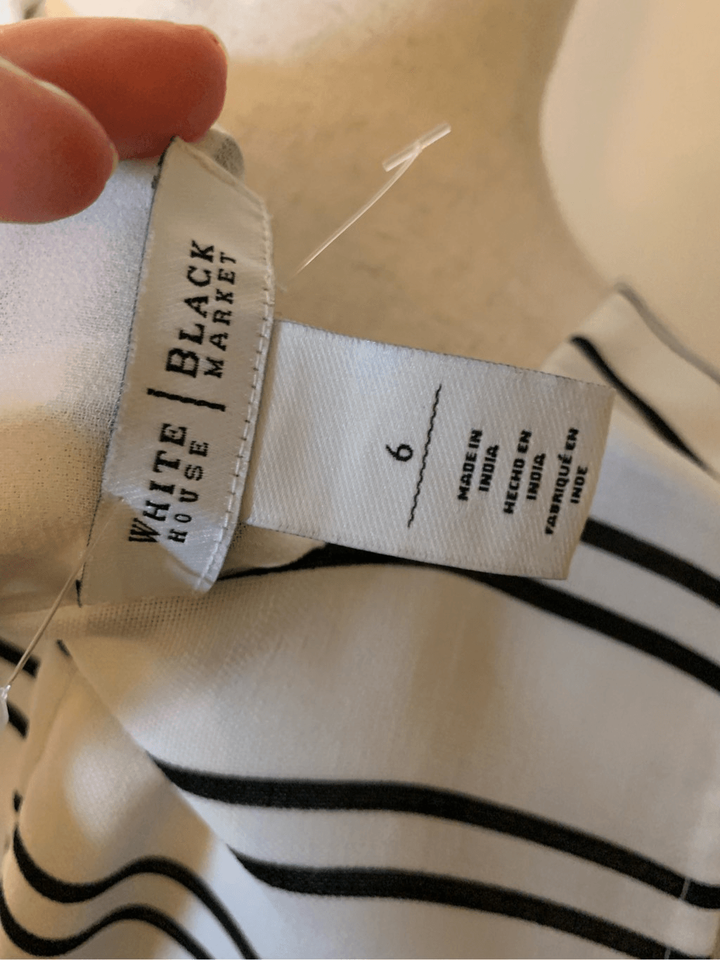 WHITE | BLACK
HOUSE | MARKET
6
MADE IN
INDIA
HECHO EN
INDIA
FABRIQUÉ EN
INDE